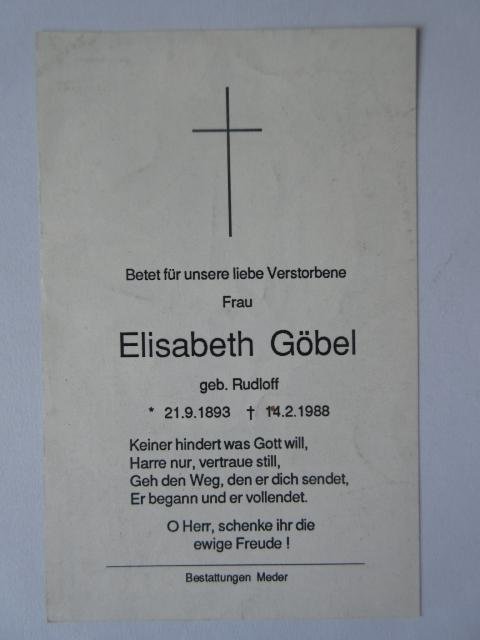 Betet für unsere liebe Verstorbene
Frau
Elisabeth Göbel
geb. Rudloff
* 21.9.1893 † 14.2.1988
Keiner hindert was Gott will,
Harre nur, vertraue still,
Geh den Weg, den er dich sendet,
Er begann und er vollendet.
O Herr, schenke ihr die
ewige Freude !
Bestattungen Meder